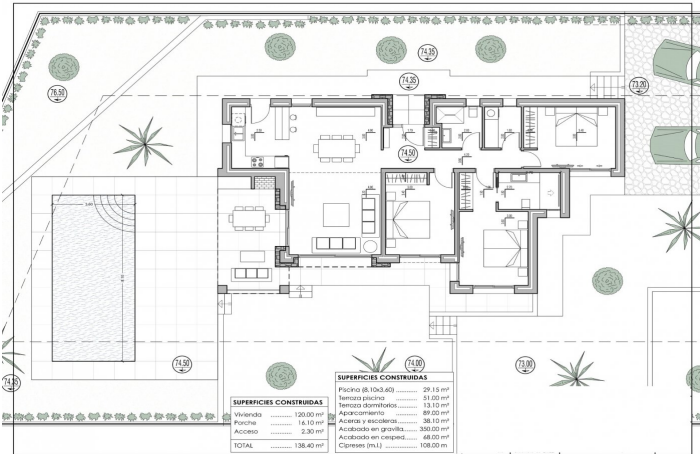 74.35
74.35
73.20
76.50
74.50
74.50
74.35
74.00
73.00
SUPERFICIES CONSTRUIDAS
Vivienda .......... 120.00 m²
Porche .......... 16.10 m²
Acceso .......... 2.30 m²
TOTAL .......... 138.40 m²
SUPERFICIES CONSTRUIDAS
Piscina (8,10x3,60) .......... 29.15 m²
Terraza piscina .......... 51.00 m²
Terraza dormitorios .......... 13.10 m²
Aparcamiento .......... 89.00 m²
Aceras y escaleras .......... 38.10 m²
Acabado en gravilla .......... 350.00 m²
Acabado en cesped .......... 68.00 m²
Cipreses (m.l.) .......... 108.00 m